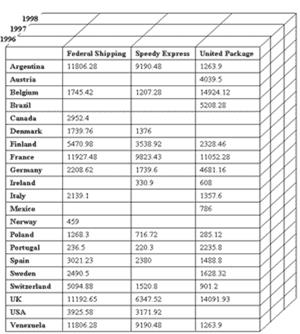 1998
1997
1996
Federal Shipping Speedy Express United Package
Argentina 11806.28 9190.48 1263.9
Austria 4039.5
Belgium 1745.42 1207.28 14924.12
Brazil 5208.28
Canada 2952.4
Denmark 1739.76 1376
Finland 5470.98 3538.92 2328.46
France 11927.48 9823.43 11052.28
Germany 2208.62 1739.6 4681.16
Ireland 330.9 608
Italy 2139.1 1357.6
Mexico 786
Norway 459
Poland 1268.3 716.72 285.12
Portugal 236.5 220.3 2235.8
Spain 3021.23 2380 1488.8
Sweden 2490.5 1628.32
Switzerland 5094.88 1520.8 901.2
UK 11192.65 6347.52 14091.93
USA 3925.58 3171.92
Venezuela 11806.28 9190.48 1263.9